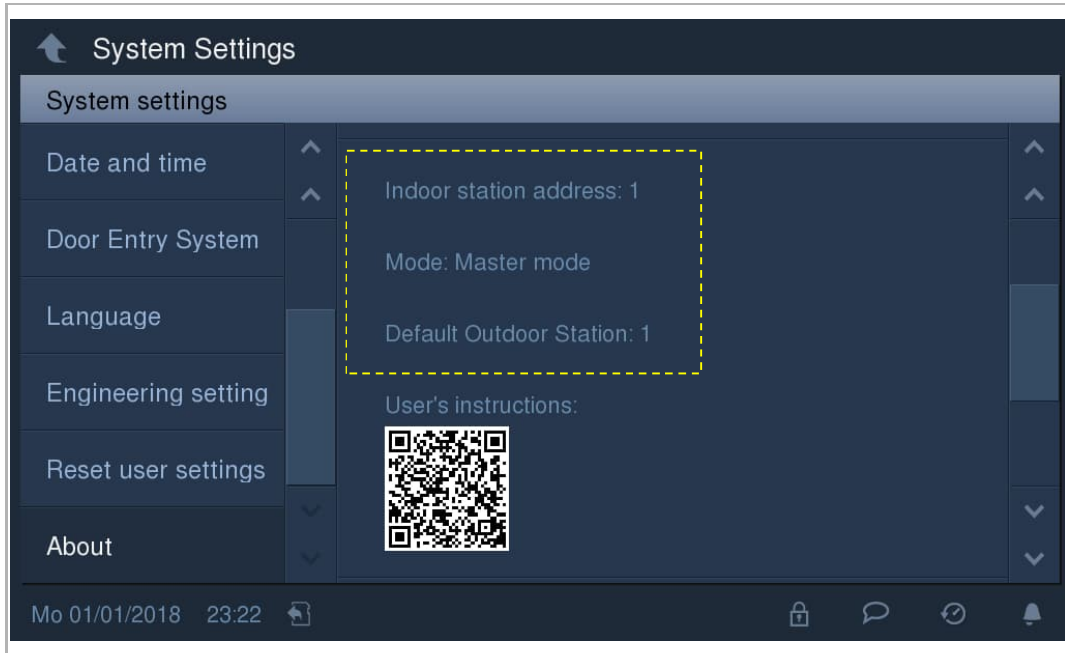 System Settings
System settings
Date and time
Door Entry System
Language
Engineering setting
Reset user settings
About
Indoor station address: 1
Mode: Master mode
Default Outdoor Station: 1
User's instructions:
Mo 01/01/2018 23:22